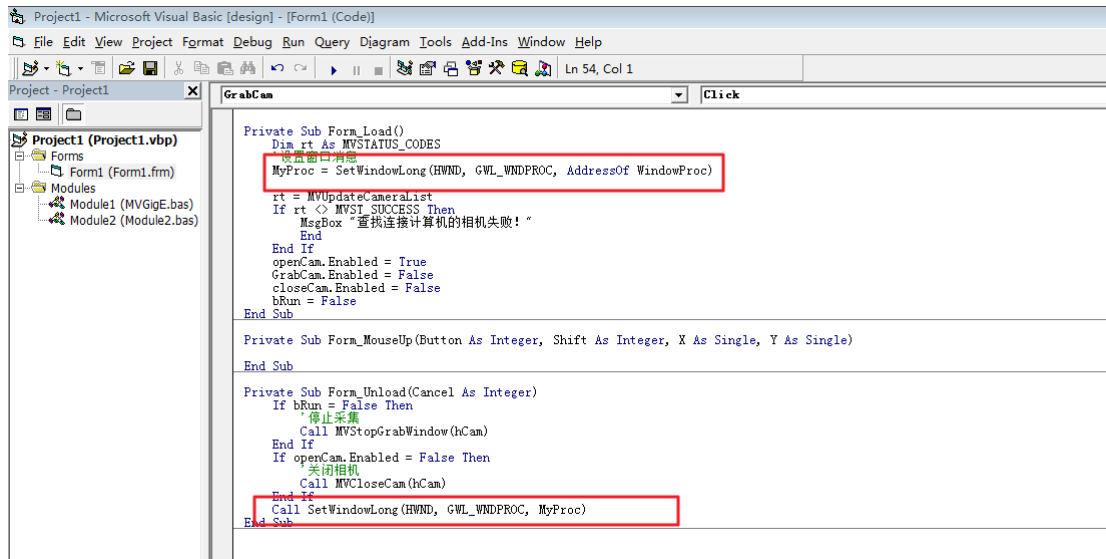 Project1 - Microsoft Visual Basic [design] - [Form1 (Code)]
File Edit View Project Format Debug Run Query Diagram Tools Add-Ins Window Help
Ln 54, Col 1
Project - Project1
GrabCam
Click
Project1 (Project1.vbp)
Forms
Form1 (Form1.frm)
Modules
Module1 (MVGigE.bas)
Module2 (Module2.bas)
Private Sub Form_Load()
Dim rt As MVSTATUS_CODES
'设置窗口消息
MyProc = SetWindowLong(HWND, GWL_WNDPROC, AddressOf WindowProc)
rt = MVUpdateCameraList
If rt <> MVST_SUCCESS Then
MsgBox "查找连接计算机的相机失败！"
End
End If
openCam.Enabled = True
GrabCam.Enabled = False
closeCam.Enabled = False
bRun = False
End Sub
Private Sub Form_MouseUp(Button As Integer, Shift As Integer, X As Single, Y As Single)
End Sub
Private Sub Form_Unload(Cancel As Integer)
If bRun = False Then
'停止采集
Call MVStopGrabWindow(hCam)
End If
If openCam.Enabled = False Then
'关闭相机
Call MVCloseCam(hCam)
End If
Call SetWindowLong(HWND, GWL_WNDPROC, MyProc)
End Sub